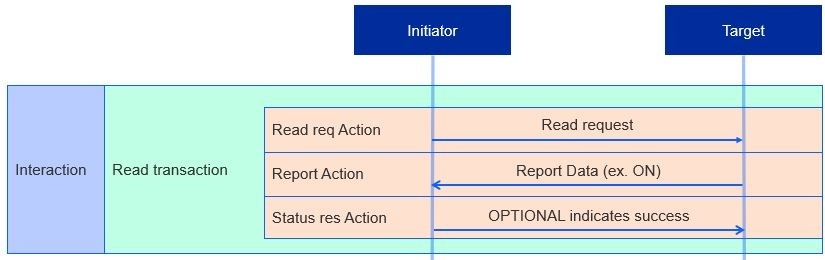 Initiator
Target
Interaction
Read transaction
Read req Action
Read request
Report Action
Report Data (ex. ON)
Status res Action
OPTIONAL indicates success